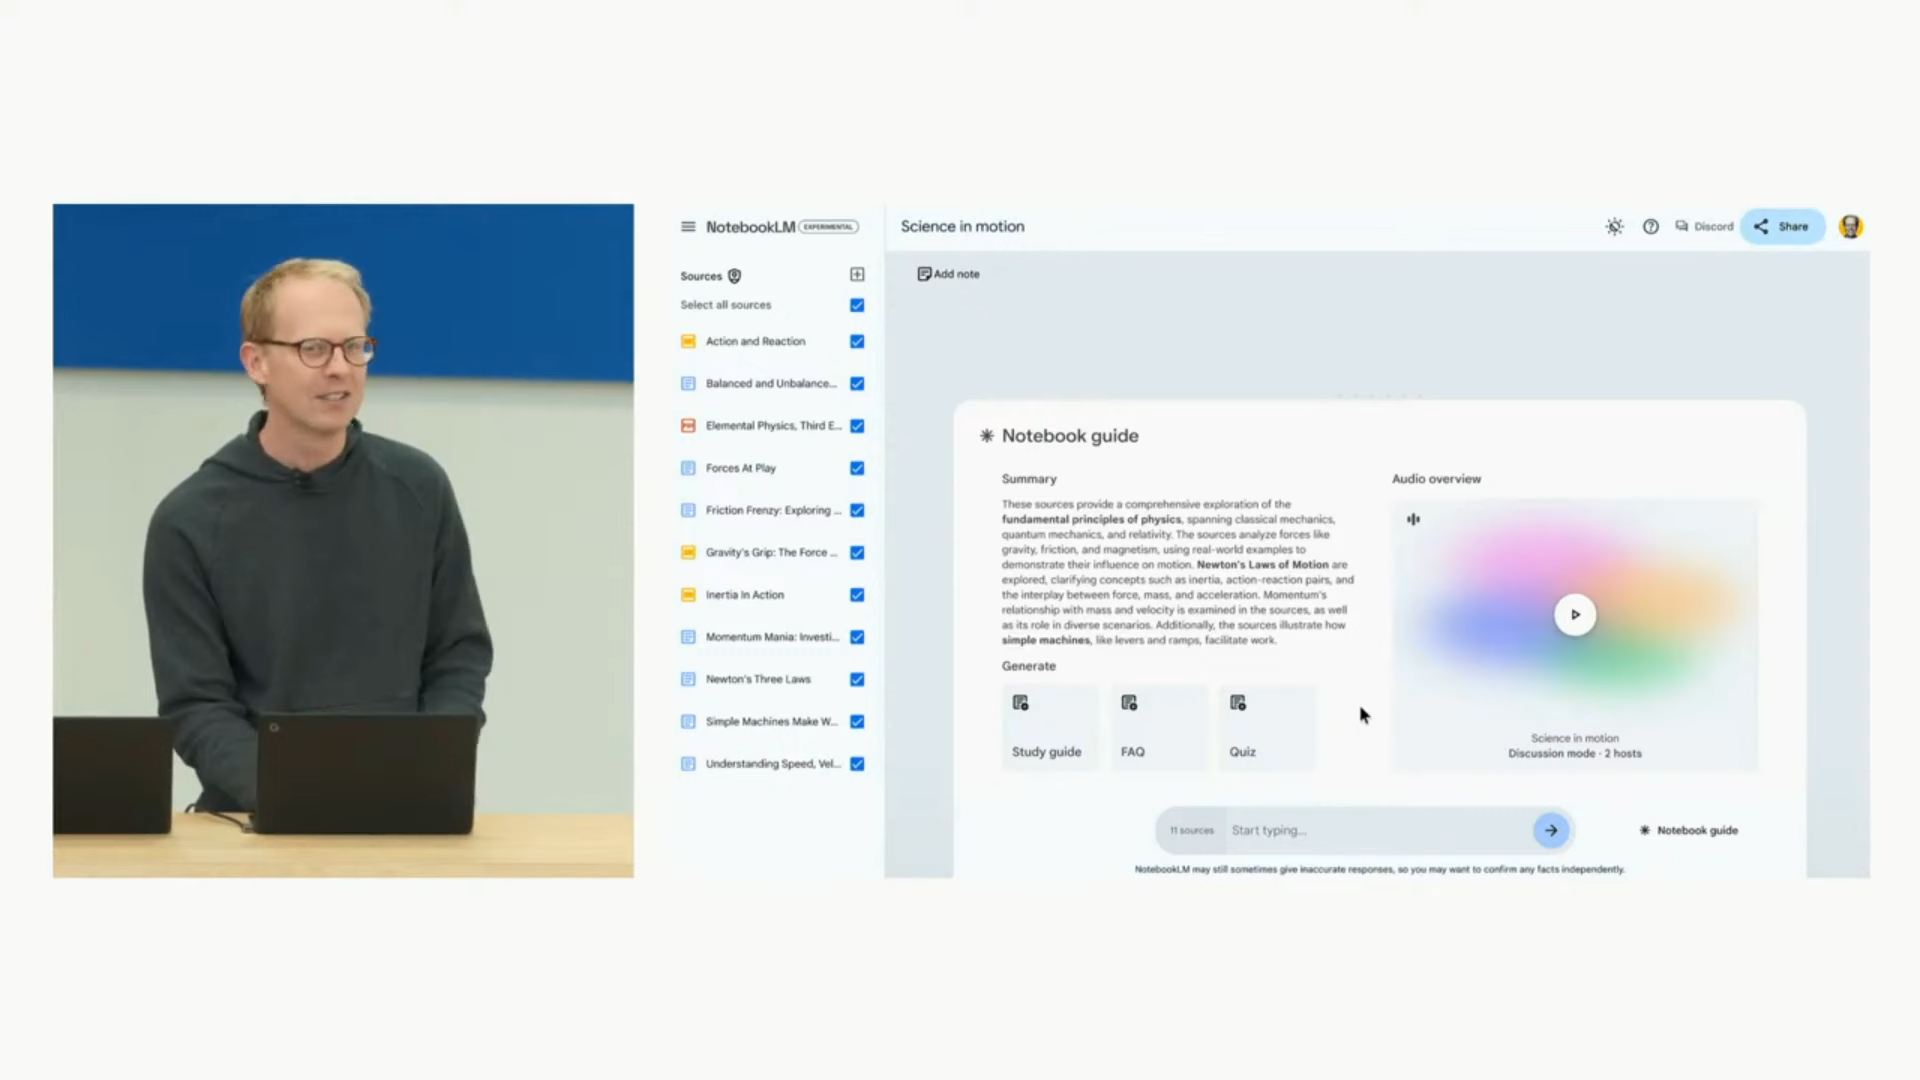 NotebookLM EXPERIMENTAL
Sources
Select all sources
Action and Reaction
Balanced and Unbalance...
Elemental Physics, Third E...
Forces At Play
Friction Frenzy: Exploring ...
Gravity's Grip: The Force ...
Inertia In Action
Momentum Mania: Investi...
Newton's Three Laws
Simple Machines Make W...
Understanding Speed, Vel...
Science in motion
Discord
Share
Add note
Notebook guide
Summary
These sources provide a comprehensive exploration of the
fundamental principles of physics, spanning classical mechanics,
quantum mechanics, and relativity. The sources analyze forces like
gravity, friction, and magnetism, using real-world examples to
demonstrate their influence on motion. Newton's Laws of Motion are
explored, clarifying concepts such as inertia, action-reaction pairs, and
the interplay between force, mass, and acceleration. Momentum's
relationship with mass and velocity is examined in the sources, as well
as its role in diverse scenarios. Additionally, the sources illustrate how
simple machines, like levers and ramps, facilitate work.
Generate
Study guide
FAQ
Quiz
Audio overview
Science in motion
Discussion mode · 2 hosts
11 sources
Start typing...
Notebook guide
NotebookLM may still sometimes give inaccurate responses, so you may want to confirm any facts independently.